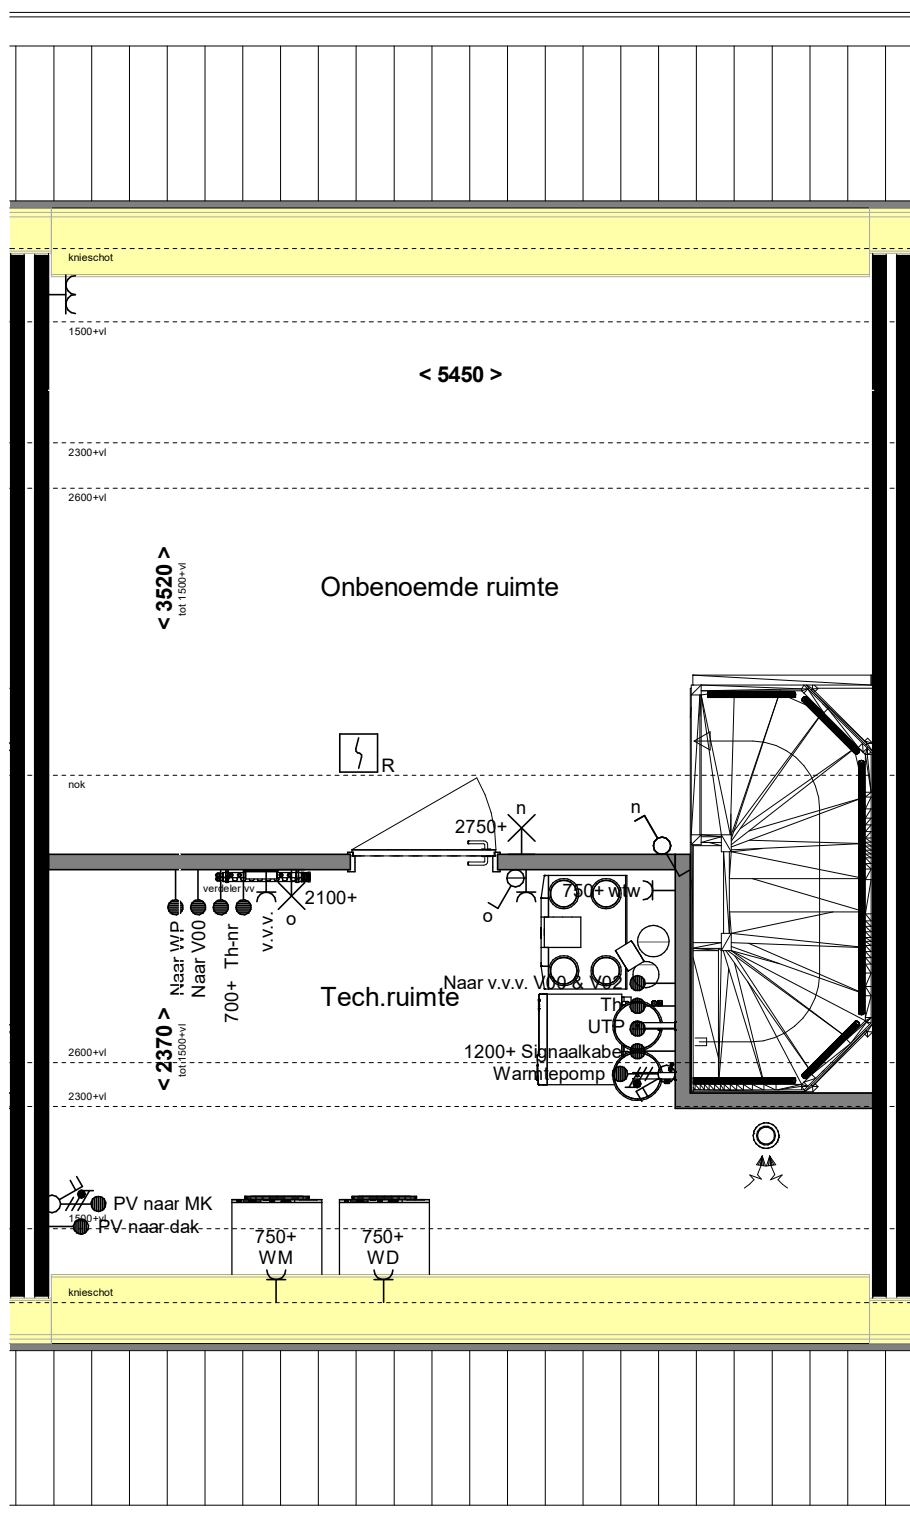 knieschot
1500+vl
< 5450 >
2300+vl
2600+vl
< 3520 >
tot 1500+vl
Onbenoemde ruimte
R
nok
n
n
2750+
verdeler vv
2100+
o
o
750+ wtw
Naar WP
Naar V00
700+ Th-nr
v.v.v.
Naar v.v.v. V00 & V02
Tech.ruimte
Th
UTP
< 2370 >
tot 1500+vl
2600+vl
1200+ Signaalkabel
Warmtepomp
2300+vl
PV naar MK
1500+vl
PV naar dak
750+
WM
750+
WD
knieschot